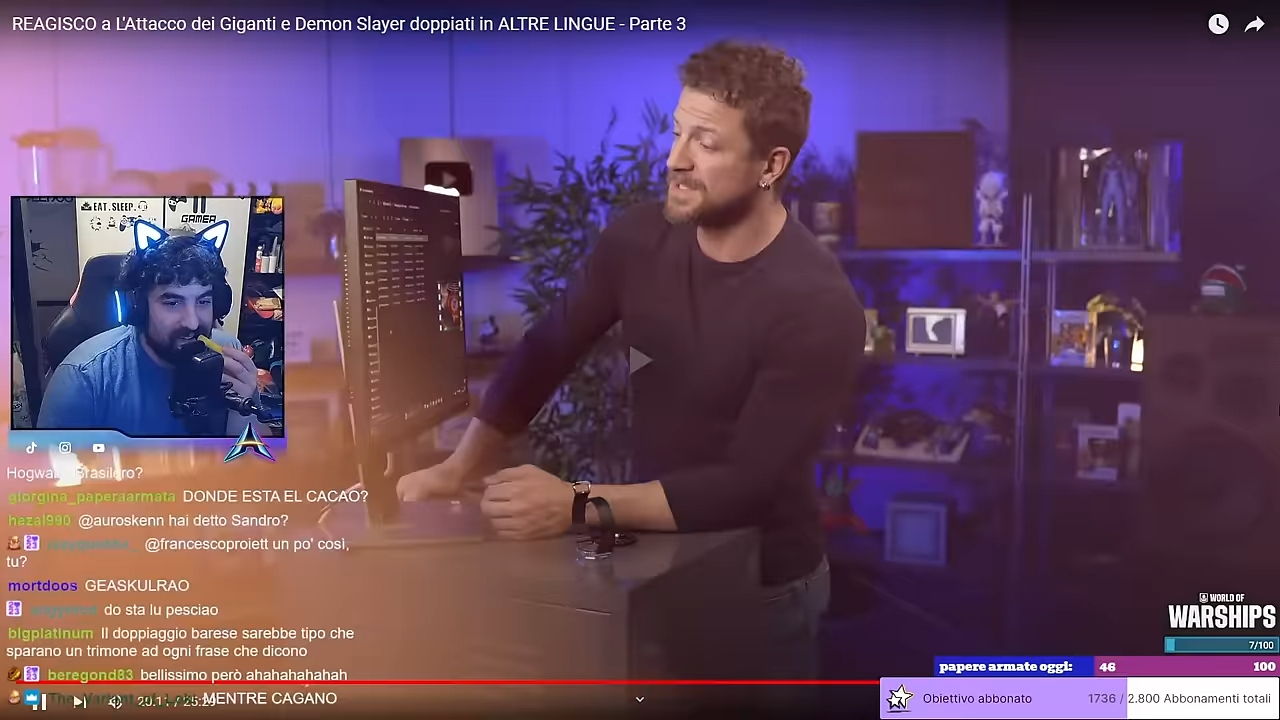 REAGISCO a L'Attacco dei Giganti e Demon Slayer doppiati in ALTRE LINGUE - Parte 3
EAT.SLEEP.
GAMER
giorgina_paperaarmata DONDE ESTA EL CACAO?
hezal990 @auroskenn hai detto Sandro?
@francescoproiett un po' così,
tu?
mortdoos GEASKULRAO
do sta lu pesciao
bigplatinum Il doppiaggio barese sarebbe tipo che
sparano un trimone ad ogni frase che dicono
beregond83 bellissimo però ahahahahahah
MENTRE CAGANO
WORLD OF
WARSHIPS
7/100
papere armate oggi: 46 100
Obiettivo abbonato 1736 / 2.800 Abbonamenti totali